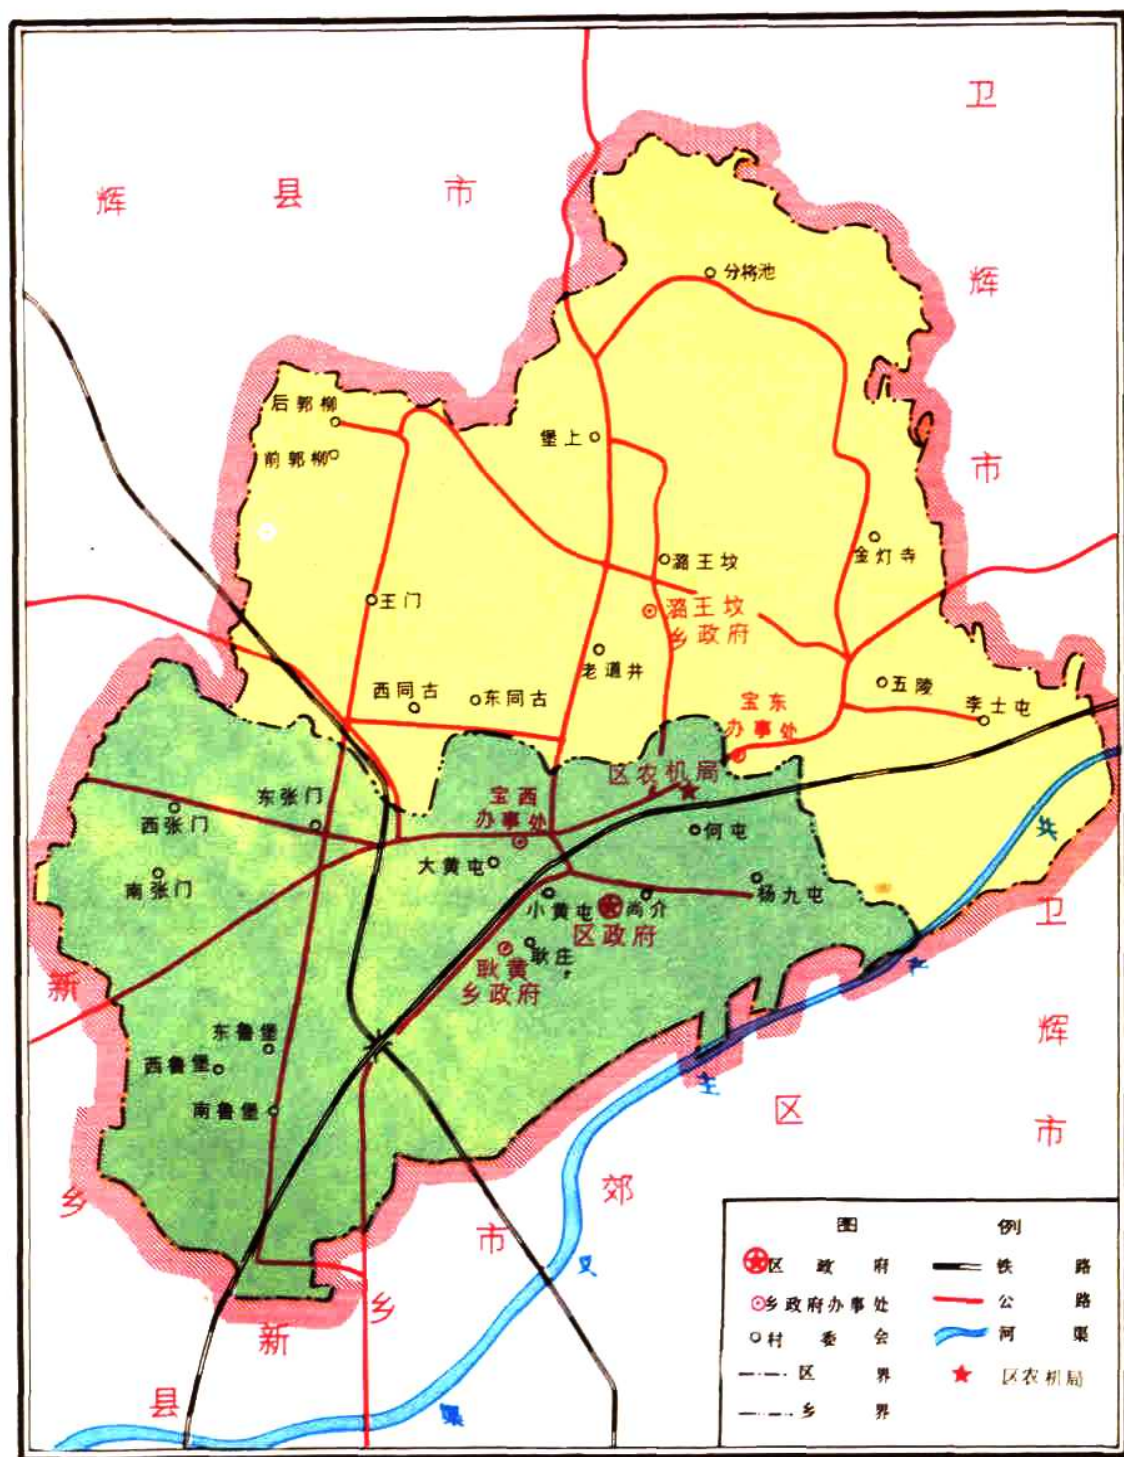 卫辉市
辉县市
分将池
后郭柳
堡上
前郭柳
金灯寺
潞王坟
王门
潞王坟
乡政府
老道井
五陵
西同古
东同古
宝东
办事处
李士屯
区农机局
宝西
办事处
东张门
西张门
何屯
大黄屯
南张门
杨九屯
小黄屯
尚介
区政府
耿庄
耿黄
乡政府
东鲁堡
西鲁堡
南鲁堡
共产主义渠
卫辉市
新乡市郊区
新乡县
图例
区政府
铁路
乡政府办事处
公路
村委会
河渠
区界
区农机局
乡界